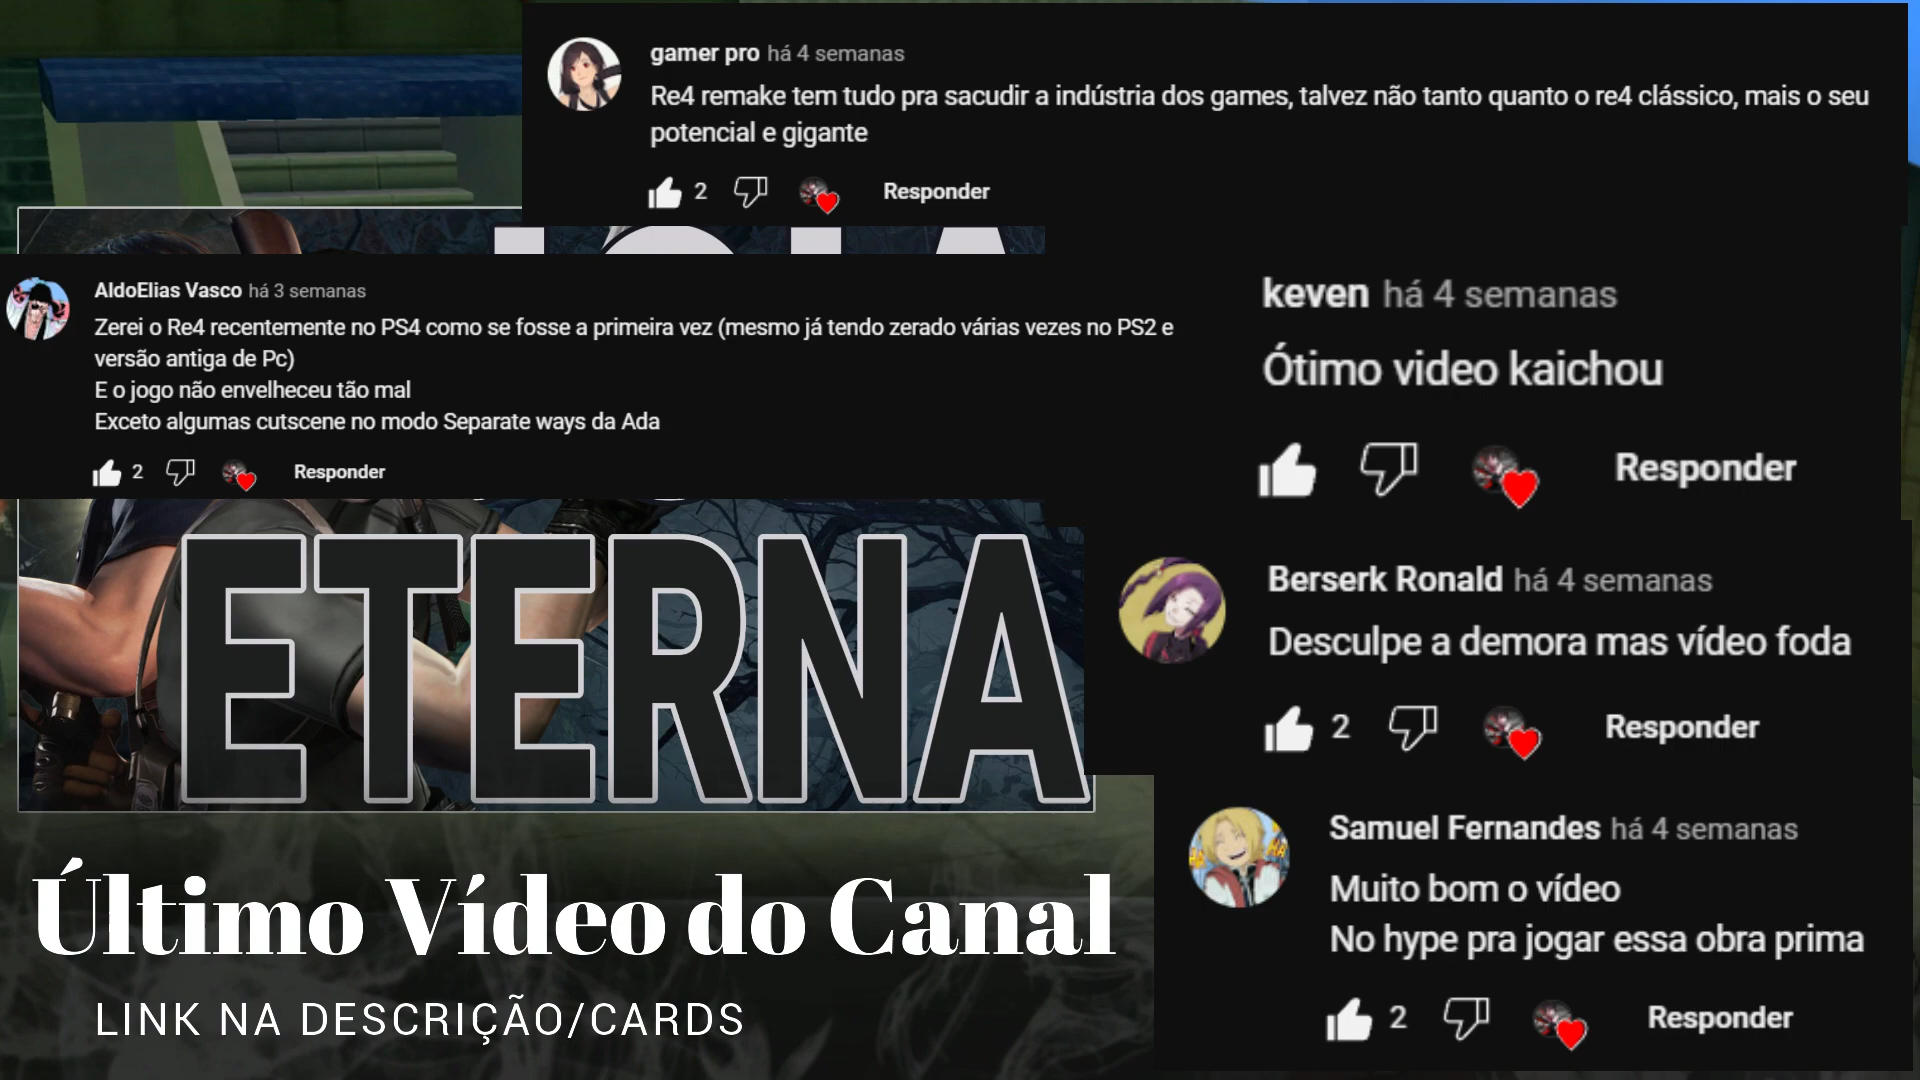 gamer pro há 4 semanas
Re4 remake tem tudo pra sacudir a indústria dos games, talvez não tanto quanto o re4 clássico, mais o seu
potencial e gigante
2 Responder
AldoElias Vasco há 3 semanas
Zerei o Re4 recentemente no PS4 como se fosse a primeira vez (mesmo já tendo zerado várias vezes no PS2 e
versão antiga de Pc)
E o jogo não envelheceu tão mal
Exceto algumas cutscene no modo Separate ways da Ada
2 Responder
keven há 4 semanas
Ótimo video kaichou
Responder
ETERNA
Berserk Ronald há 4 semanas
Desculpe a demora mas vídeo foda
2 Responder
Samuel Fernandes há 4 semanas
Muito bom o vídeo
No hype pra jogar essa obra prima
2 Responder
Último Vídeo do Canal
LINK NA DESCRIÇÃO/CARDS